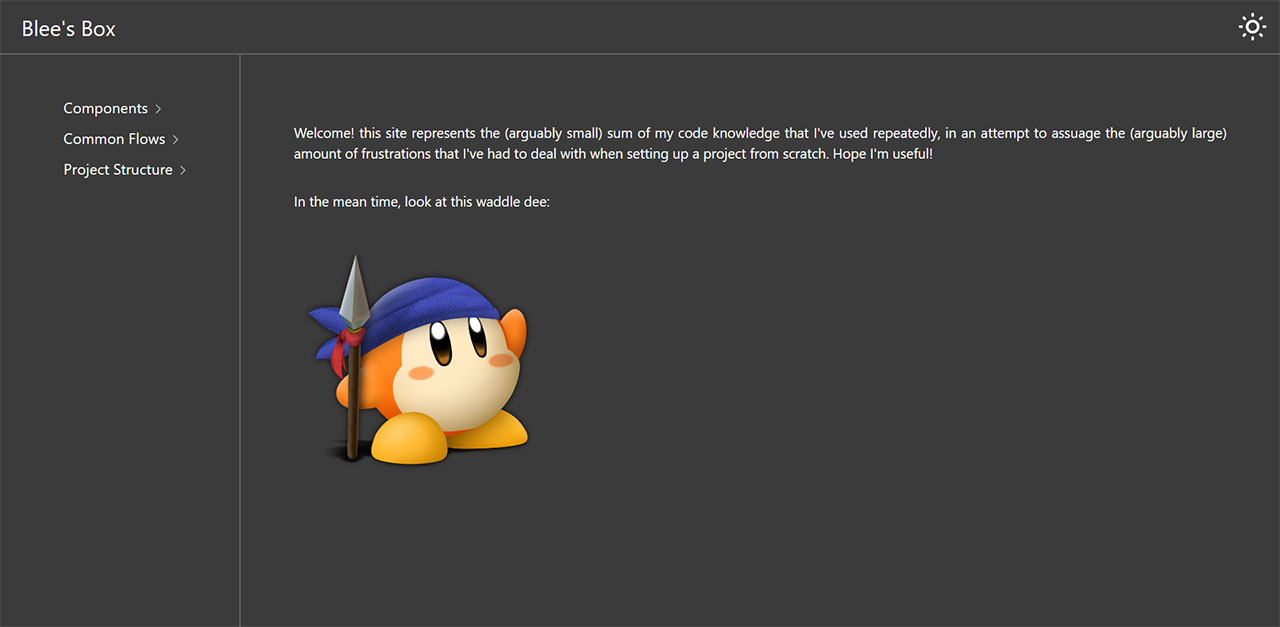 Blee's Box
Components
Common Flows
Project Structure
Welcome! this site represents the (arguably small) sum of my code knowledge that I've used repeatedly, in an attempt to assuage the (arguably large)
amount of frustrations that I've had to deal with when setting up a project from scratch. Hope I'm useful!
In the mean time, look at this waddle dee: